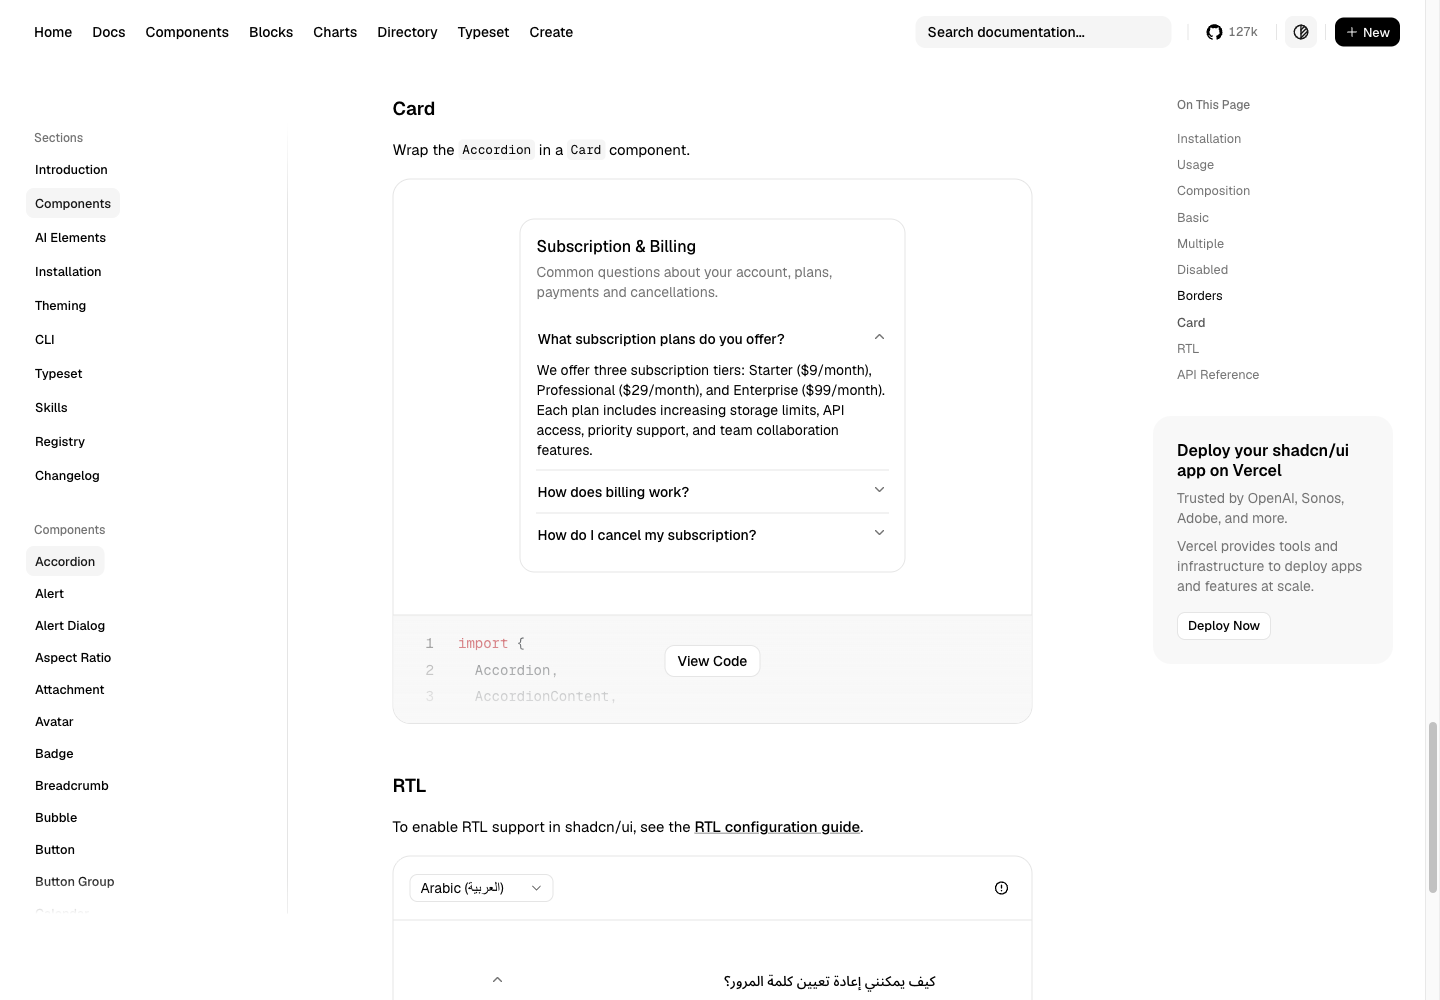 Home Docs Components Blocks Charts Directory Typeset Create
Search documentation... 127k New
Sections
Introduction
Components
AI Elements
Installation
Theming
CLI
Typeset
Skills
Registry
Changelog
Components
Accordion
Alert
Alert Dialog
Aspect Ratio
Attachment
Avatar
Badge
Breadcrumb
Bubble
Button
Button Group
Calendar
Card
Wrap the Accordion in a Card component.
Subscription & Billing
Common questions about your account, plans,
payments and cancellations.
What subscription plans do you offer?
We offer three subscription tiers: Starter ($9/month),
Professional ($29/month), and Enterprise ($99/month).
Each plan includes increasing storage limits, API
access, priority support, and team collaboration
features.
How does billing work?
How do I cancel my subscription?
1 import {
2 Accordion,
3 AccordionContent,
View Code
RTL
To enable RTL support in shadcn/ui, see the RTL configuration guide.
Arabic (العربية)
كيف يمكنني إعادة تعيين كلمة المرور؟
On This Page
Installation
Usage
Composition
Basic
Multiple
Disabled
Borders
Card
RTL
API Reference
Deploy your shadcn/ui
app on Vercel
Trusted by OpenAI, Sonos,
Adobe, and more.
Vercel provides tools and
infrastructure to deploy apps
and features at scale.
Deploy Now